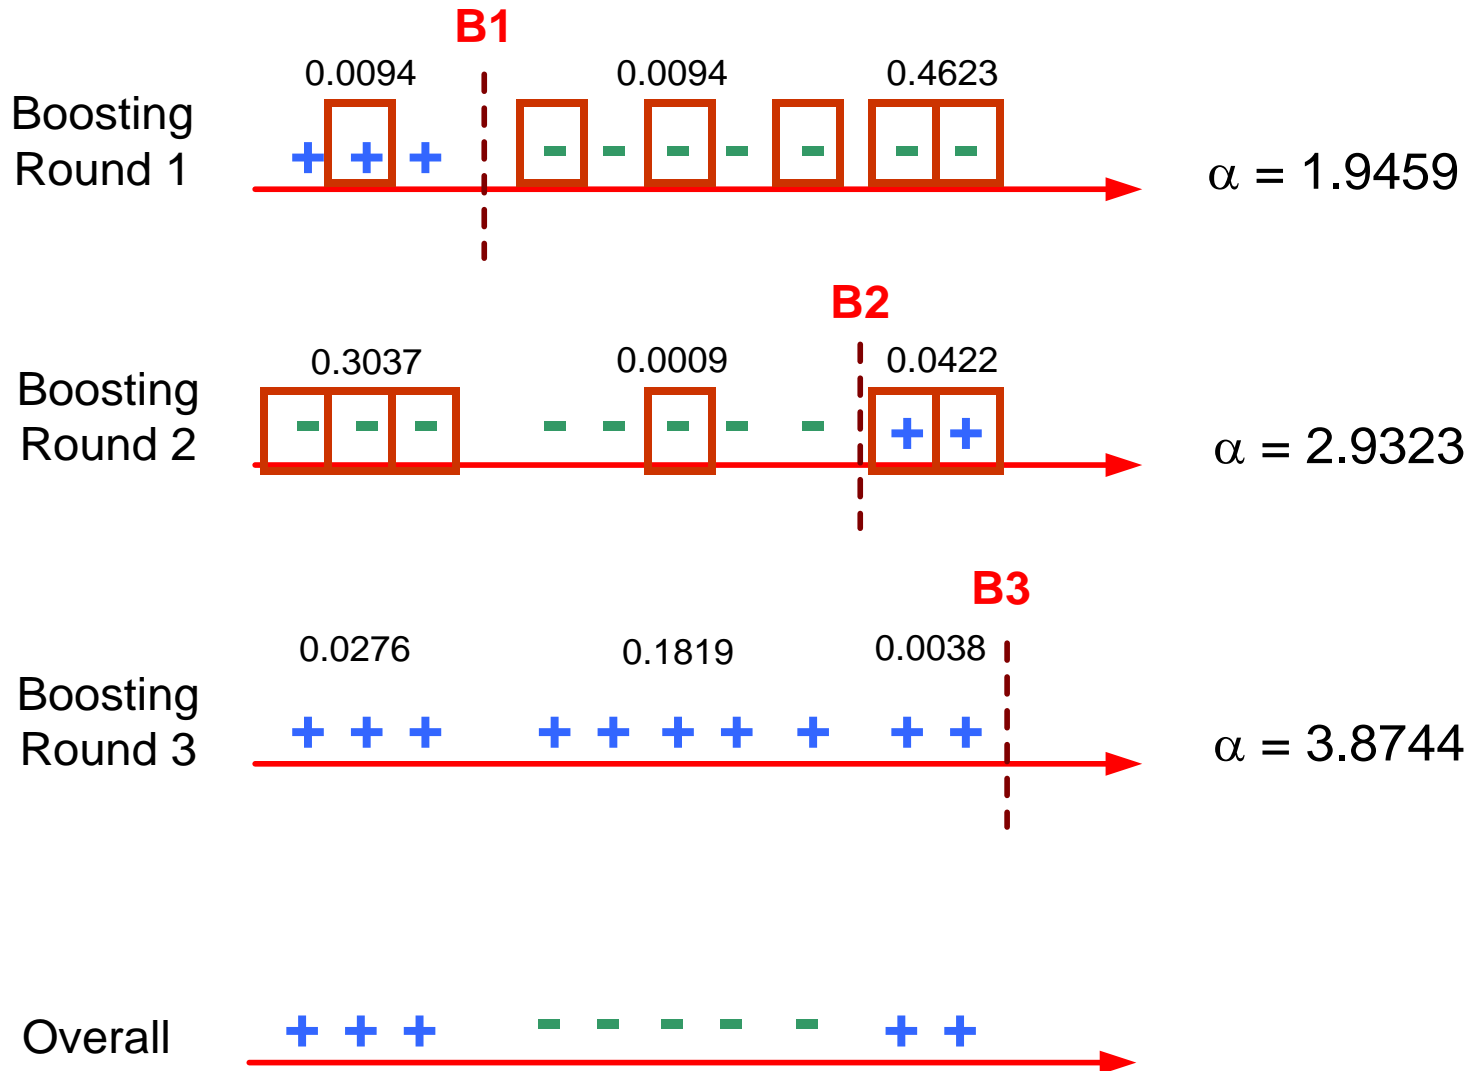 B1
0.0094 0.0094 0.4623
Boosting
Round 1
+ + + - - - - - - -
α = 1.9459
B2
0.3037 0.0009 0.0422
Boosting
Round 2
- - - - - - - - + +
α = 2.9323
B3
0.0276 0.1819 0.0038
Boosting
Round 3
+ + + + + + + + + +
α = 3.8744
Overall
+ + + - - - - - + +